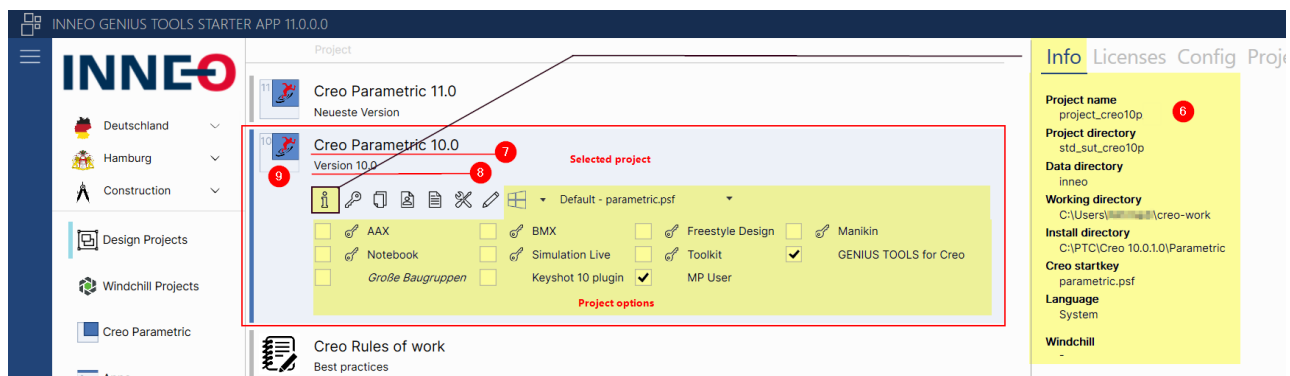 INNEO GENIUS TOOLS STARTER APP 11.0.0.0
INNEO
Deutschland
Hamburg
Construction
Design Projects
Windchill Projects
Creo Parametric
Project
11
Creo Parametric 11.0
Neueste Version
10
Creo Parametric 10.0
7
Version 10.0
8
9
Selected project
Default - parametric.psf
AAX
BMX
Freestyle Design
Manikin
Notebook
Simulation Live
Toolkit
GENIUS TOOLS for Creo
Große Baugruppen
Keyshot 10 plugin
MP User
Project options
Creo Rules of work
Best practices
Info Licenses Config Proje
Project name
project_creo10p
6
Project directory
std_sut_creo10p
Data directory
inneo
Working directory
C:\Users\ \creo-work
Install directory
C:\PTC\Creo 10.0.1.0\Parametric
Creo startkey
parametric.psf
Language
System
Windchill
-